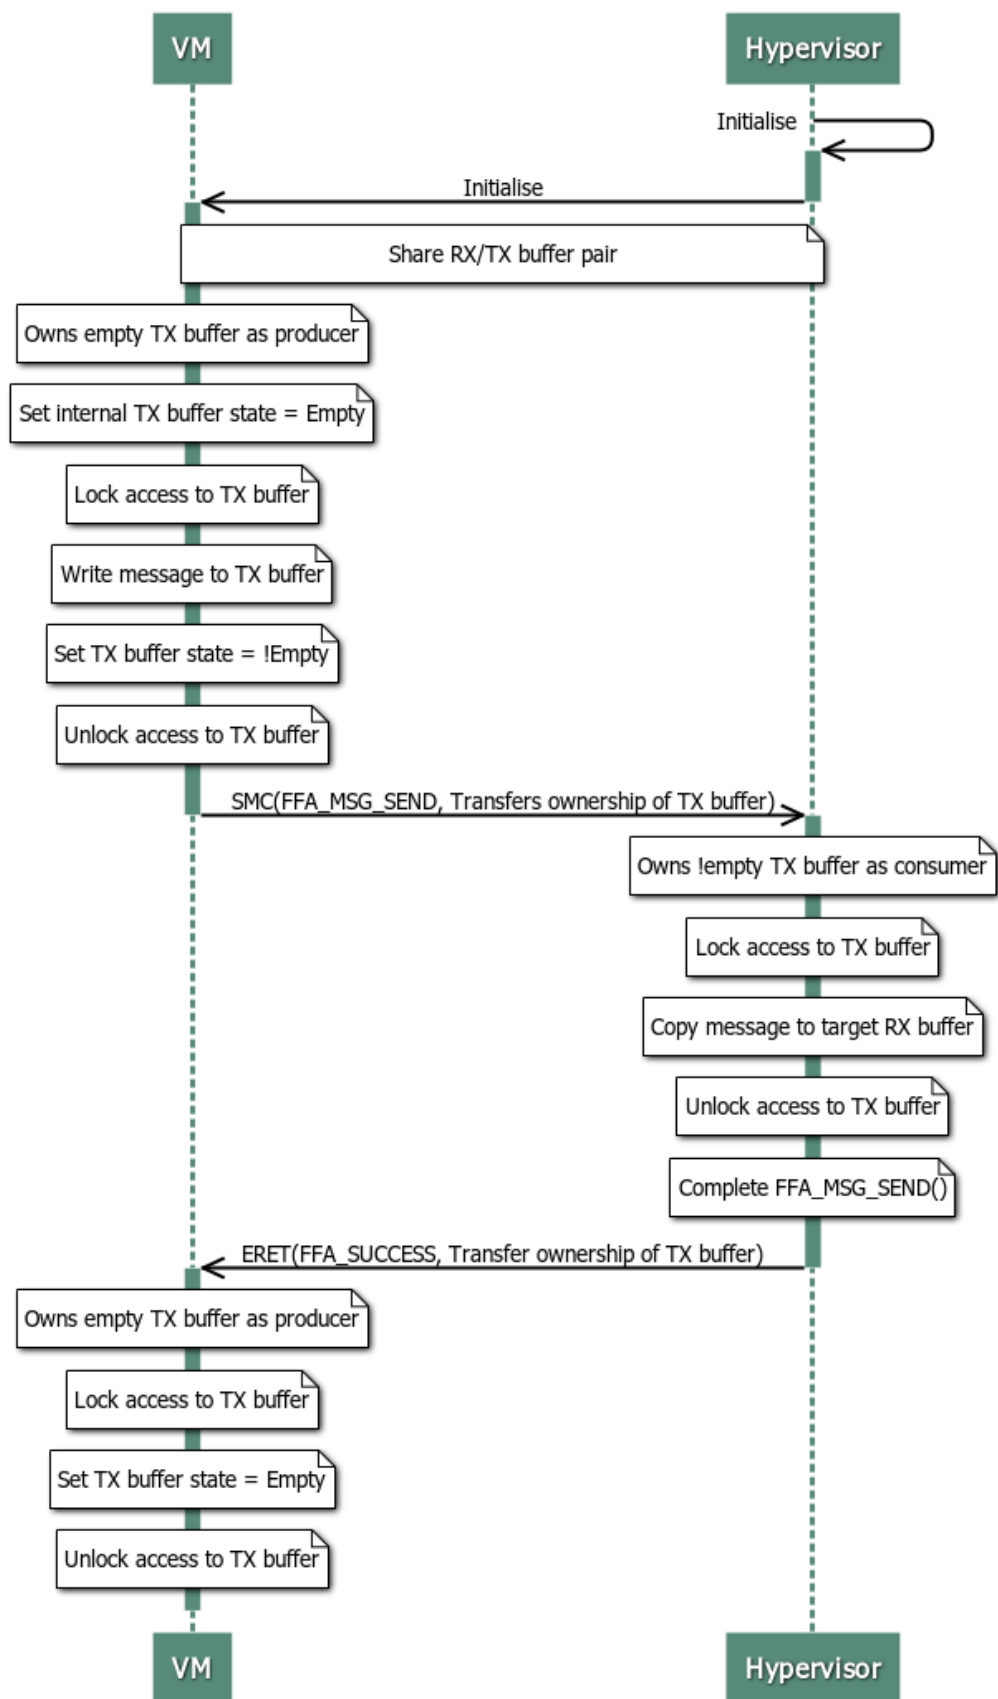 VM
Hypervisor
Initialise
Initialise
Share RX/TX buffer pair
Owns empty TX buffer as producer
Set internal TX buffer state = Empty
Lock access to TX buffer
Write message to TX buffer
Set TX buffer state = !Empty
Unlock access to TX buffer
SMC(FFA_MSG_SEND, Transfers ownership of TX buffer)
Owns !empty TX buffer as consumer
Lock access to TX buffer
Copy message to target RX buffer
Unlock access to TX buffer
Complete FFA_MSG_SEND()
ERET(FFA_SUCCESS, Transfer ownership of TX buffer)
Owns empty TX buffer as producer
Lock access to TX buffer
Set TX buffer state = Empty
Unlock access to TX buffer
VM
Hypervisor